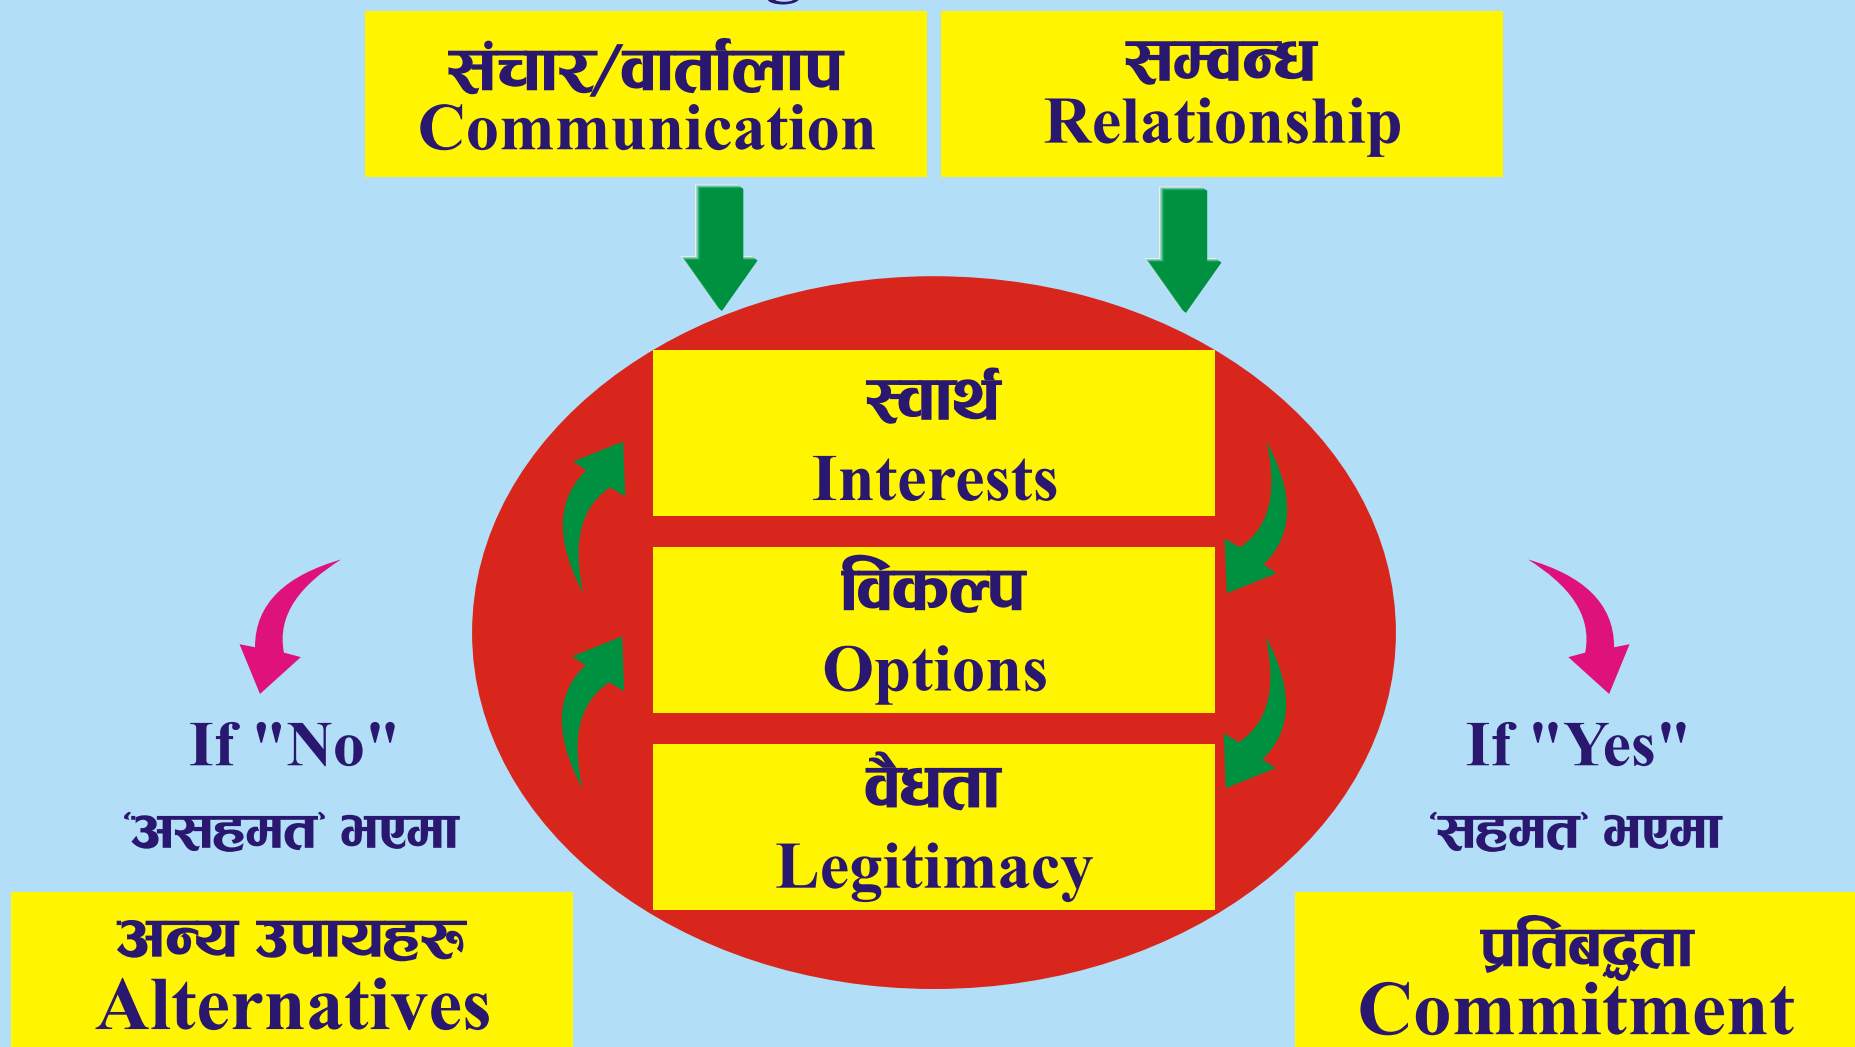 संचार/वार्तालाप
Communication
सम्वन्ध
Relationship
स्वार्थ
Interests
विकल्प
Options
वैधता
Legitimacy
If "No"
‘असहमत’ भएमा
If "Yes"
‘सहमत’ भएमा
अन्य उपायहरु
Alternatives
प्रतिबद्धता
Commitment